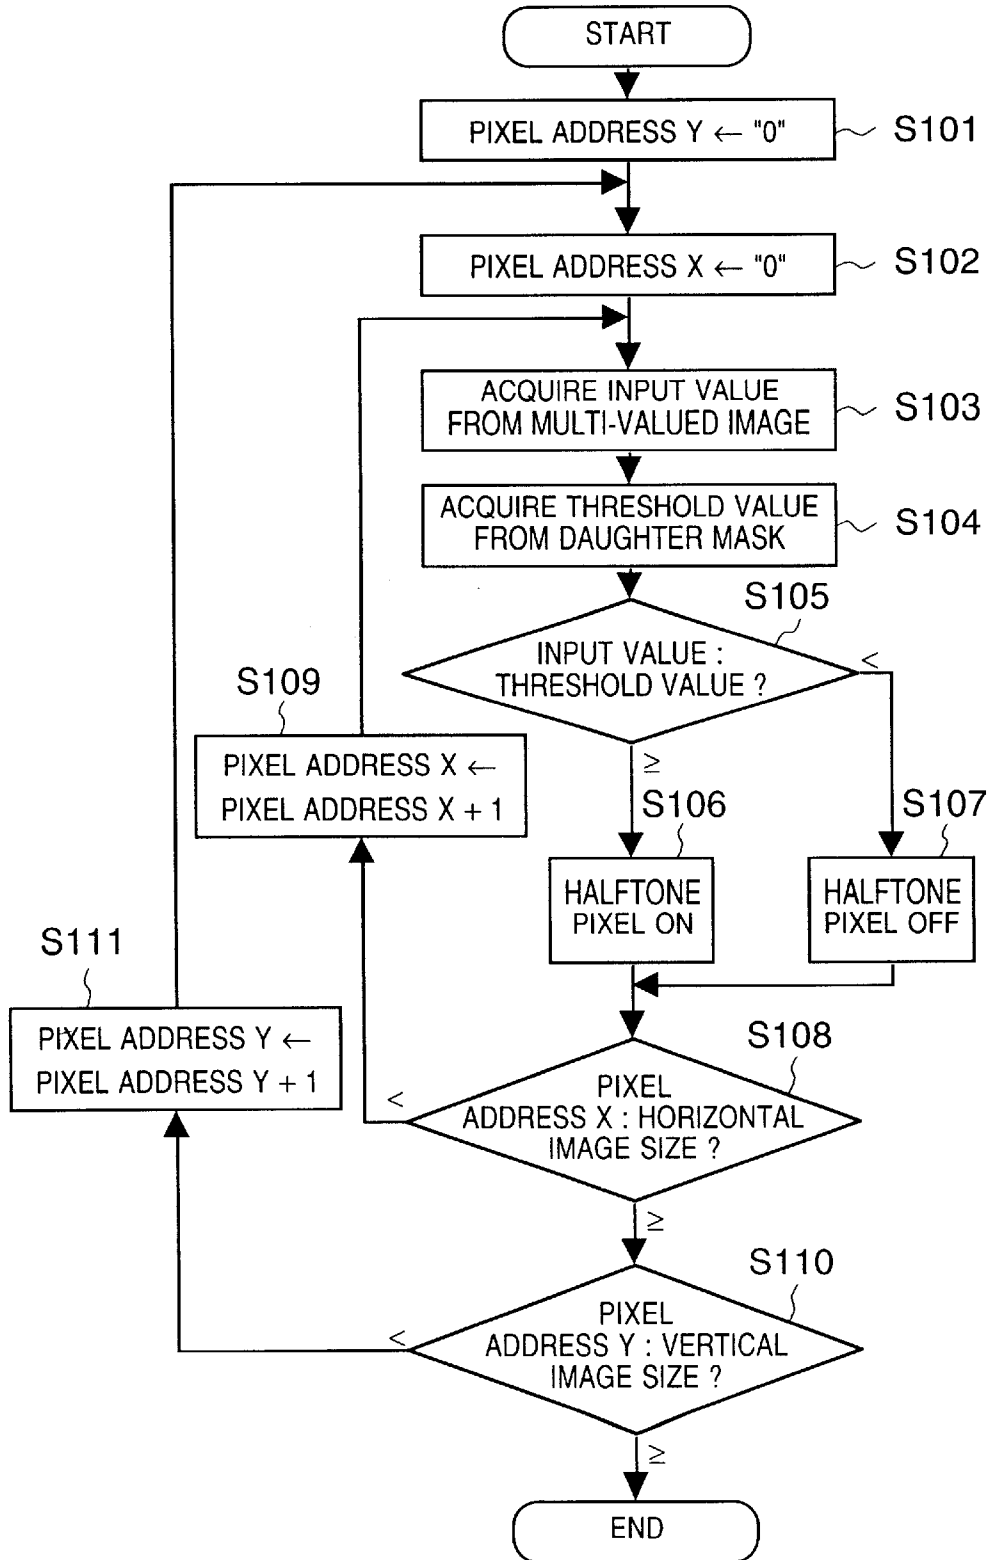 START
PIXEL ADDRESS Y ← "0"
S101
PIXEL ADDRESS X ← "0"
S102
ACQUIRE INPUT VALUE
FROM MULTI-VALUED IMAGE
S103
ACQUIRE THRESHOLD VALUE
FROM DAUGHTER MASK
S104
S105
INPUT VALUE :
THRESHOLD VALUE ?
<
≥
S109
PIXEL ADDRESS X ←
PIXEL ADDRESS X + 1
S106
HALFTONE
PIXEL ON
S107
HALFTONE
PIXEL OFF
S111
PIXEL ADDRESS Y ←
PIXEL ADDRESS Y + 1
S108
PIXEL
ADDRESS X : HORIZONTAL
IMAGE SIZE ?
<
≥
S110
PIXEL
ADDRESS Y : VERTICAL
IMAGE SIZE ?
<
≥
END